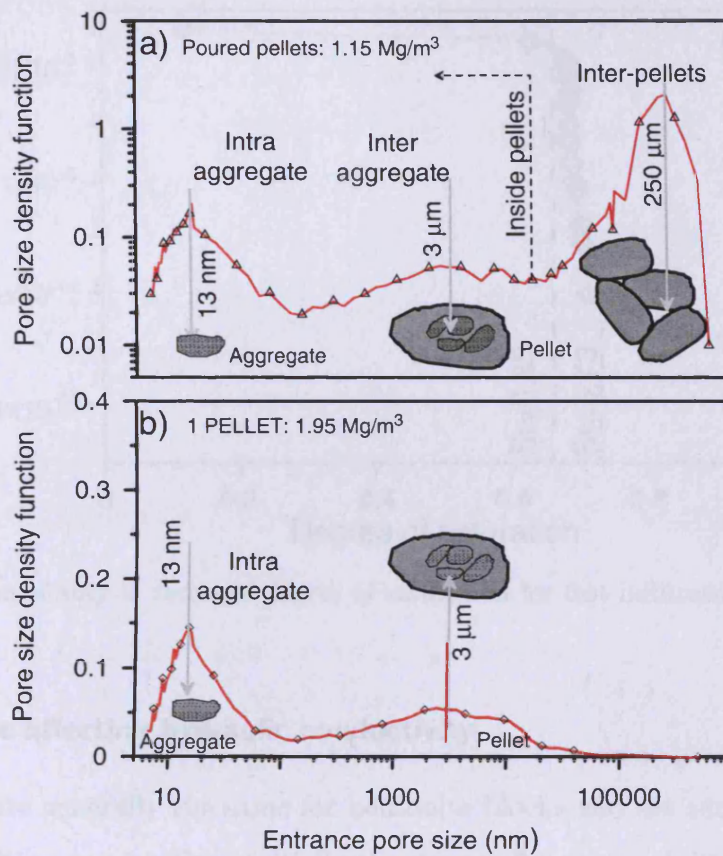 a) Poured pellets: 1.15 Mg/m³
Inter-pellets
Intra
aggregate
Inter
aggregate
Inside pellets
250 µm
3 µm
13 nm
Aggregate
Pellet
10
1
0.1
0.01
Pore size density function
b) 1 PELLET: 1.95 Mg/m³
13 nm
Intra
aggregate
3 µm
Aggregate
Pellet
0.4
0.3
0.2
0.1
0
Pore size density function
10
1000
100000
Entrance pore size (nm)